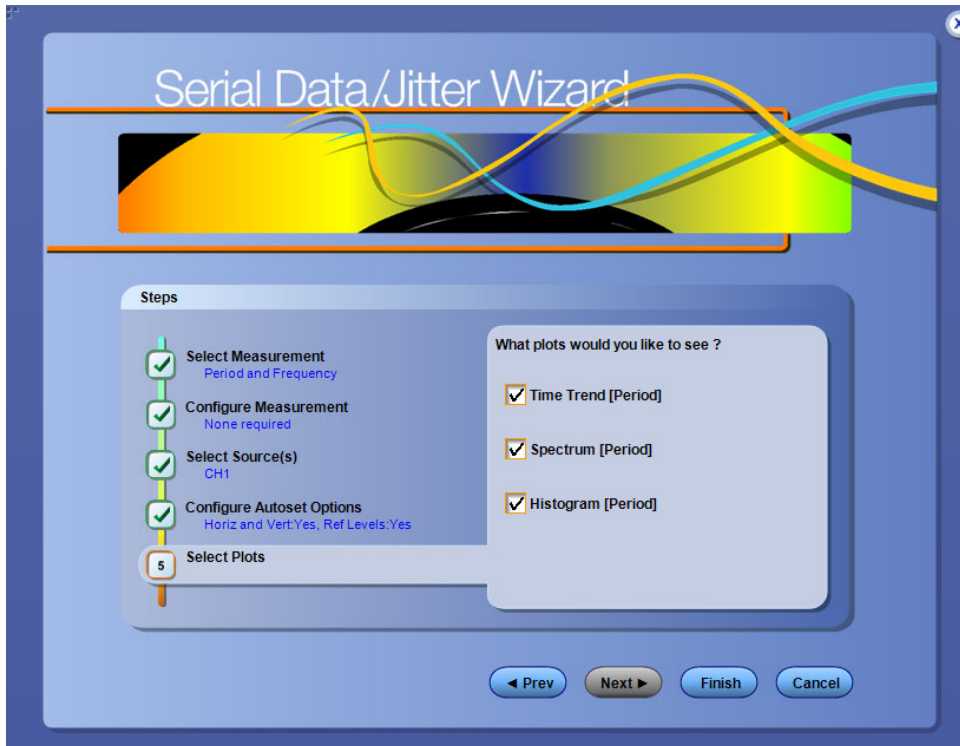 Serial Data/Jitter Wizard
Steps
Select Measurement
Period and Frequency
Configure Measurement
None required
Select Source(s)
CH1
Configure Autoset Options
Horiz and Vert:Yes, Ref Levels:Yes
5
Select Plots
What plots would you like to see ?
Time Trend [Period]
Spectrum [Period]
Histogram [Period]
◄ Prev
Next ►
Finish
Cancel